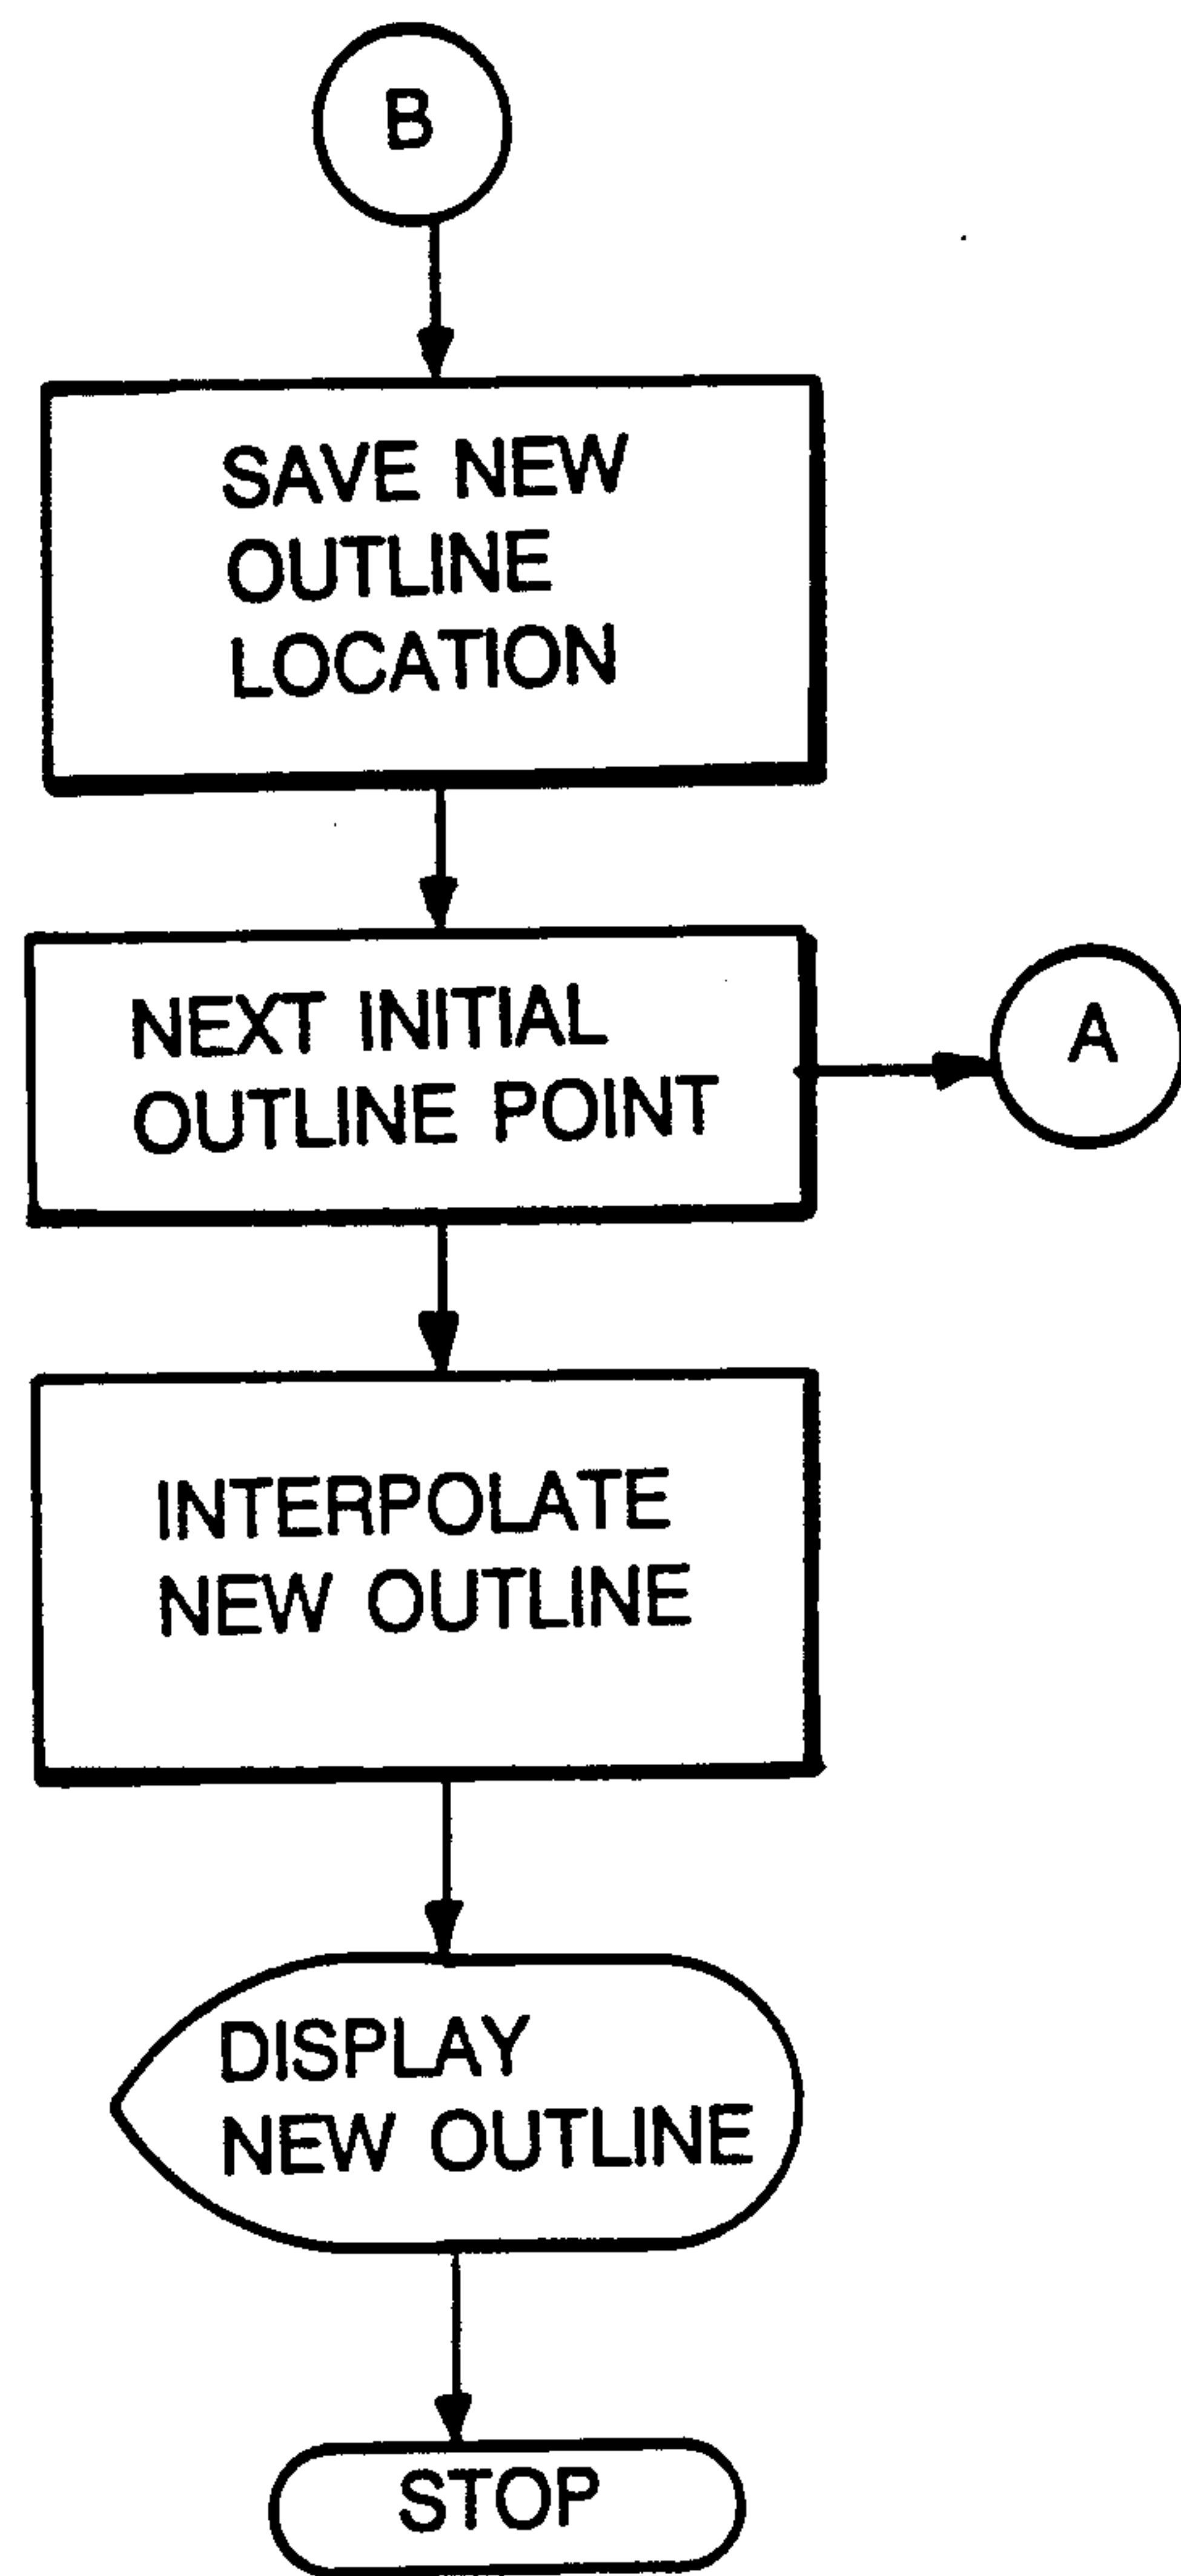 B
SAVE NEW
OUTLINE
LOCATION
NEXT INITIAL
OUTLINE POINT
A
INTERPOLATE
NEW OUTLINE
DISPLAY
NEW OUTLINE
STOP